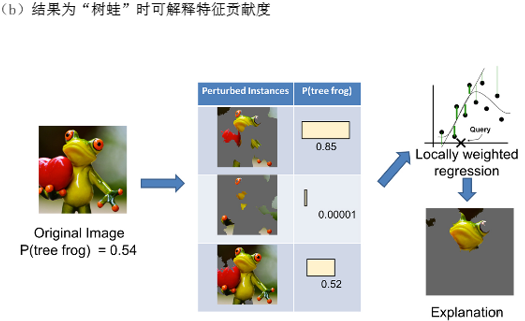 (b) 结果为“树蛙”时可解释特征贡献度
Perturbed Instances
P(tree frog)
0.85
0.00001
0.52
Original Image
P(tree frog) = 0.54
Query
Locally weighted
regression
Explanation